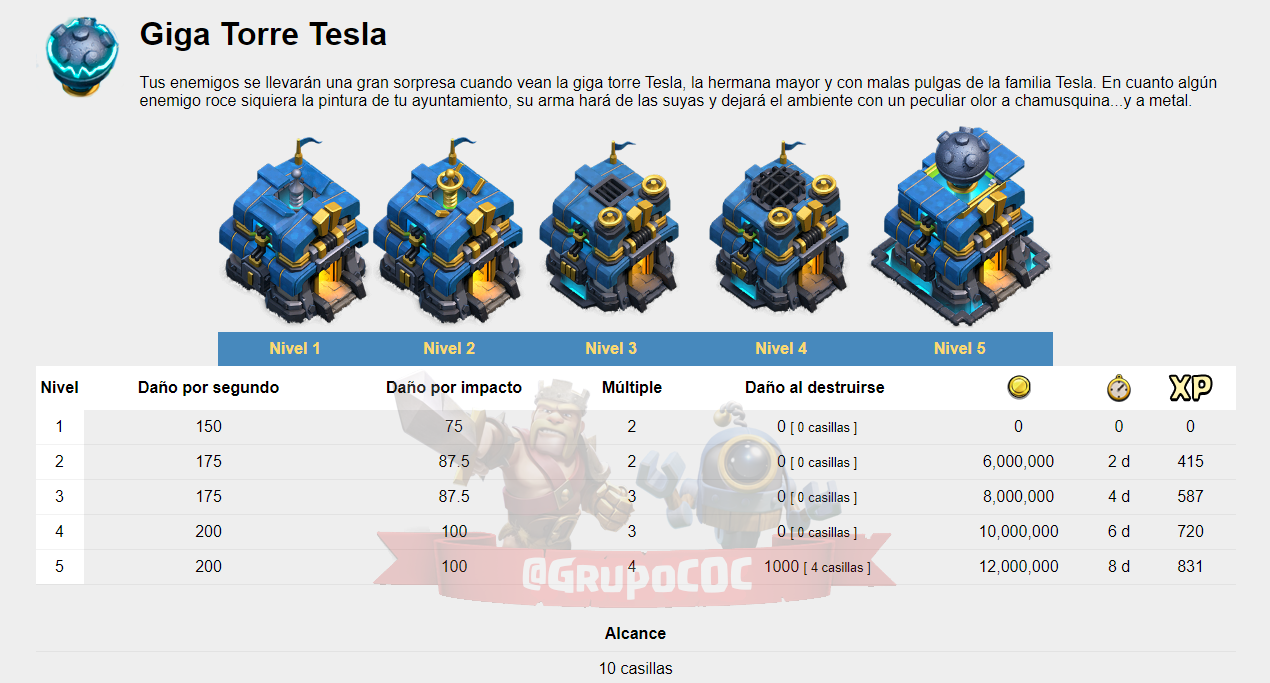 Giga Torre Tesla
Tus enemigos se llevarán una gran sorpresa cuando vean la giga torre Tesla, la hermana mayor y con malas pulgas de la familia Tesla. En cuanto algún
enemigo roce siquiera la pintura de tu ayuntamiento, su arma hará de las suyas y dejará el ambiente con un peculiar olor a chamusquina...y a metal.
Nivel 1 Nivel 2 Nivel 3 Nivel 4 Nivel 5
Nivel Daño por segundo Daño por impacto Múltiple Daño al destruirse XP
1 150 75 2 0 [ 0 casillas ] 0 0 0
2 175 87.5 2 0 [ 0 casillas ] 6,000,000 2 d 415
3 175 87.5 3 0 [ 0 casillas ] 8,000,000 4 d 587
4 200 100 3 0 [ 0 casillas ] 10,000,000 6 d 720
5 200 100 4 1000 [ 4 casillas ] 12,000,000 8 d 831
@GRUPOCOC
Alcance
10 casillas